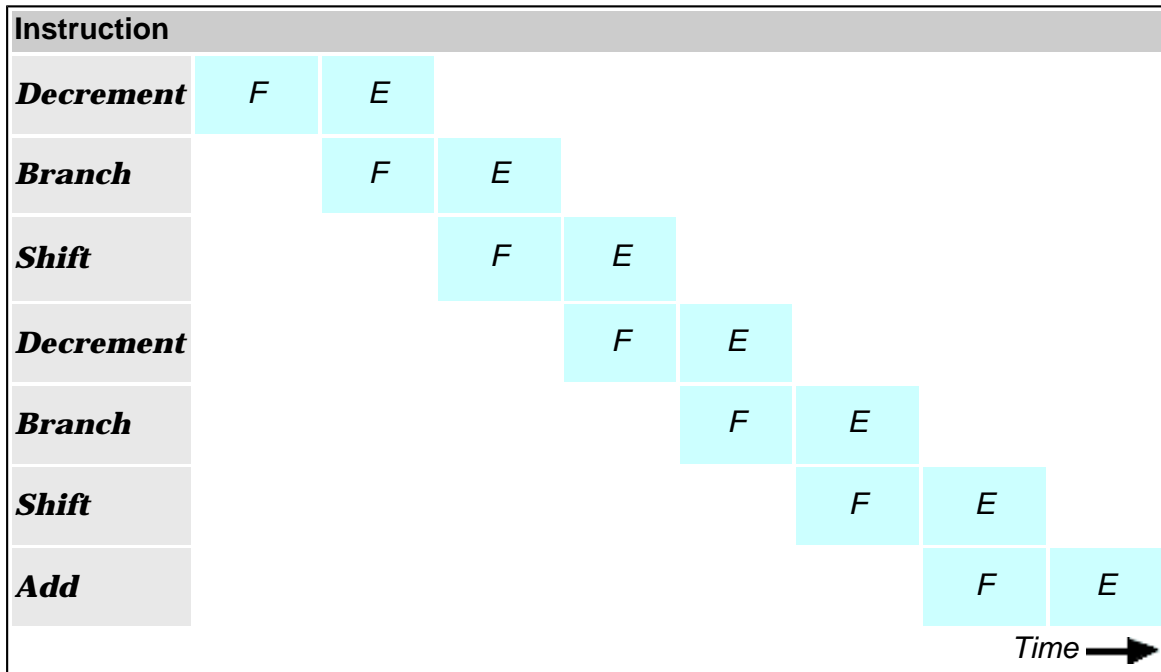 Instruction
Decrement F E
Branch F E
Shift F E
Decrement F E
Branch F E
Shift F E
Add F E
Time